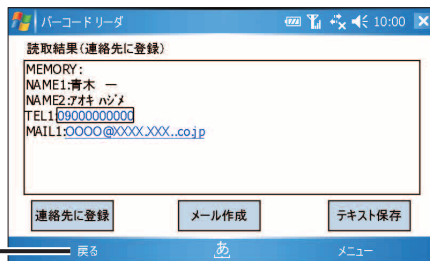 バーコードリーダ 10:00
読取結果(連絡先に登録)
MEMORY:
NAME1:青木 一
NAME2:アオキ ハジメ
TEL1:09000000000
MAIL1:OOOO@XXXX.XXX..co.jp
連絡先に登録 メール作成 テキスト保存
戻る あ メニュー